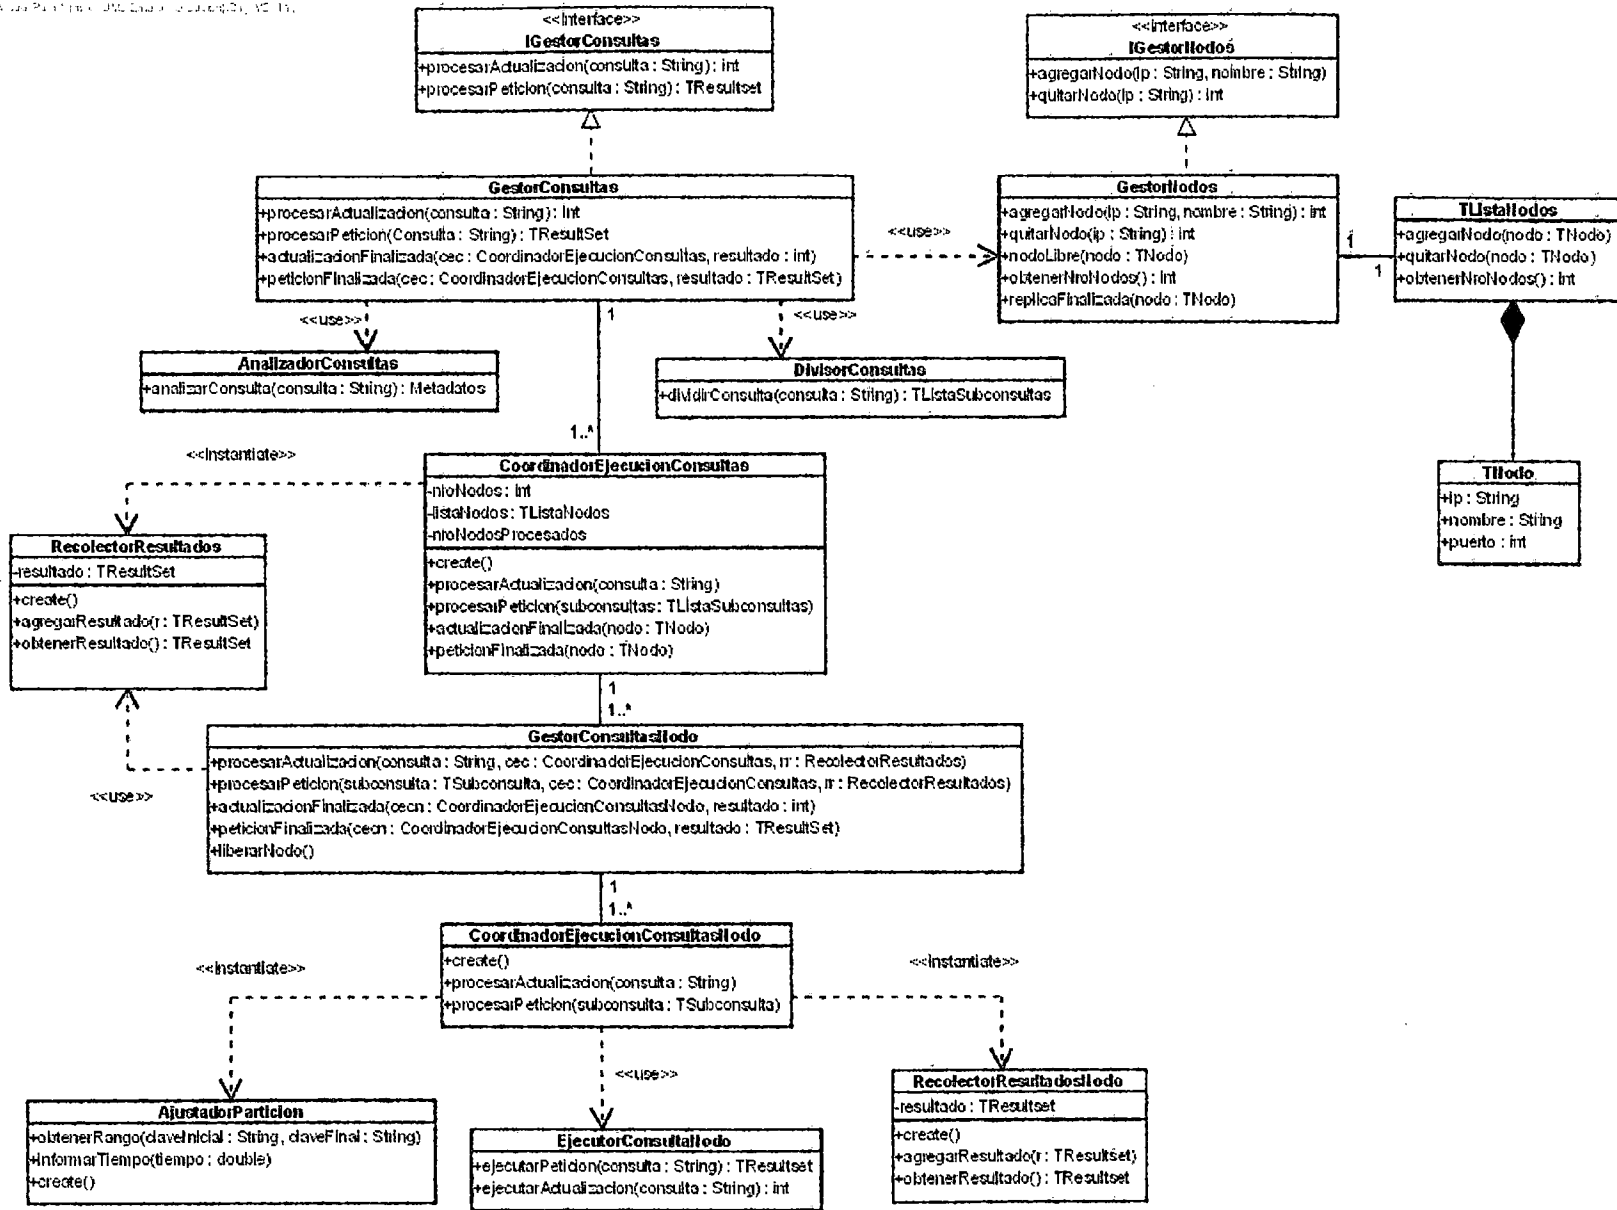 <<Interface>>
IGestorConsultas
+procesarActualizacion(consulta : String) : int
+procesarPeticion(consulta : String) : TResultset
<<Interface>>
IGestorNodos
+agregarNodo(ip : String, nombre : String)
+quitarNodo(ip : String) : int
GestorConsultas
+procesarActualizacion(consulta : String) : int
+procesarPeticion(Consulta : String) : TResultSet
+actualizacionFinalizada(cec : CoordinadorEjecucionConsultas, resultado : int)
+peticionFinalizada(cec : CoordinadorEjecucionConsultas, resultado : TResultSet)
<<use>>
GestorNodos
+agregarNodo(ip : String, nombre : String) : int
+quitarNodo(ip : String) : int
+nodoLibre(nodo : TNodo)
+obtenerNroNodos() : int
+replicaFinalizada(nodo : TNodo)
1
1
TListaNodos
+agregarNodo(nodo : TNodo)
+quitarNodo(nodo : TNodo)
+obtenerNroNodos() : int
<<use>>
1
<<use>>
AnalizadorConsultas
+analizarConsulta(consulta : String) : Metadatos
DivisorConsultas
+dividirConsulta(consulta : String) : TListaSubconsultas
1..*
<<Instantiate>>
CoordinadorEjecucionConsultas
-nroNodos : int
-listaNodos : TListaNodos
-nroNodosProcesados
+create()
+procesarActualizacion(consulta : String)
+procesarPeticion(subconsultas : TListaSubconsultas)
+actualizacionFinalizada(nodo : TNodo)
+peticionFinalizada(nodo : TNodo)
TNodo
+ip : String
+nombre : String
+puerto : int
RecolectorResultados
-resultado : TResultSet
+create()
+agregarResultado(r : TResultSet)
+obtenerResultado() : TResultSet
1
1..*
<<use>>
GestorConsultasNodo
+procesarActualizacion(consulta : String, cec : CoordinadorEjecucionConsultas, rr : RecolectorResultados)
+procesarPeticion(subconsulta : TSubconsulta, cec : CoordinadorEjecucionConsultas, rr : RecolectorResultados)
+actualizacionFinalizada(cecn : CoordinadorEjecucionConsultasNodo, resultado : int)
+peticionFinalizada(cecn : CoordinadorEjecucionConsultasNodo, resultado : TResultSet)
+liberarNodo()
1
1..*
CoordinadorEjecucionConsultasNodo
+create()
+procesarActualizacion(consulta : String)
+procesarPeticion(subconsulta : TSubconsulta)
<<Instantiate>>
<<Instantiate>>
<<use>>
AjustadorParticion
+obtenerRango(claveInicial : String, claveFinal : String)
+informarTiempo(tiempo : double)
+create()
EjecutorConsultaNodo
+ejecutarPeticion(consulta : String) : TResultset
+ejecutarActualizacion(consulta : String) : int
RecolectorResultadosNodo
-resultado : TResultset
+create()
+agregarResultado(r : TResultSet)
+obtenerResultado() : TResultset